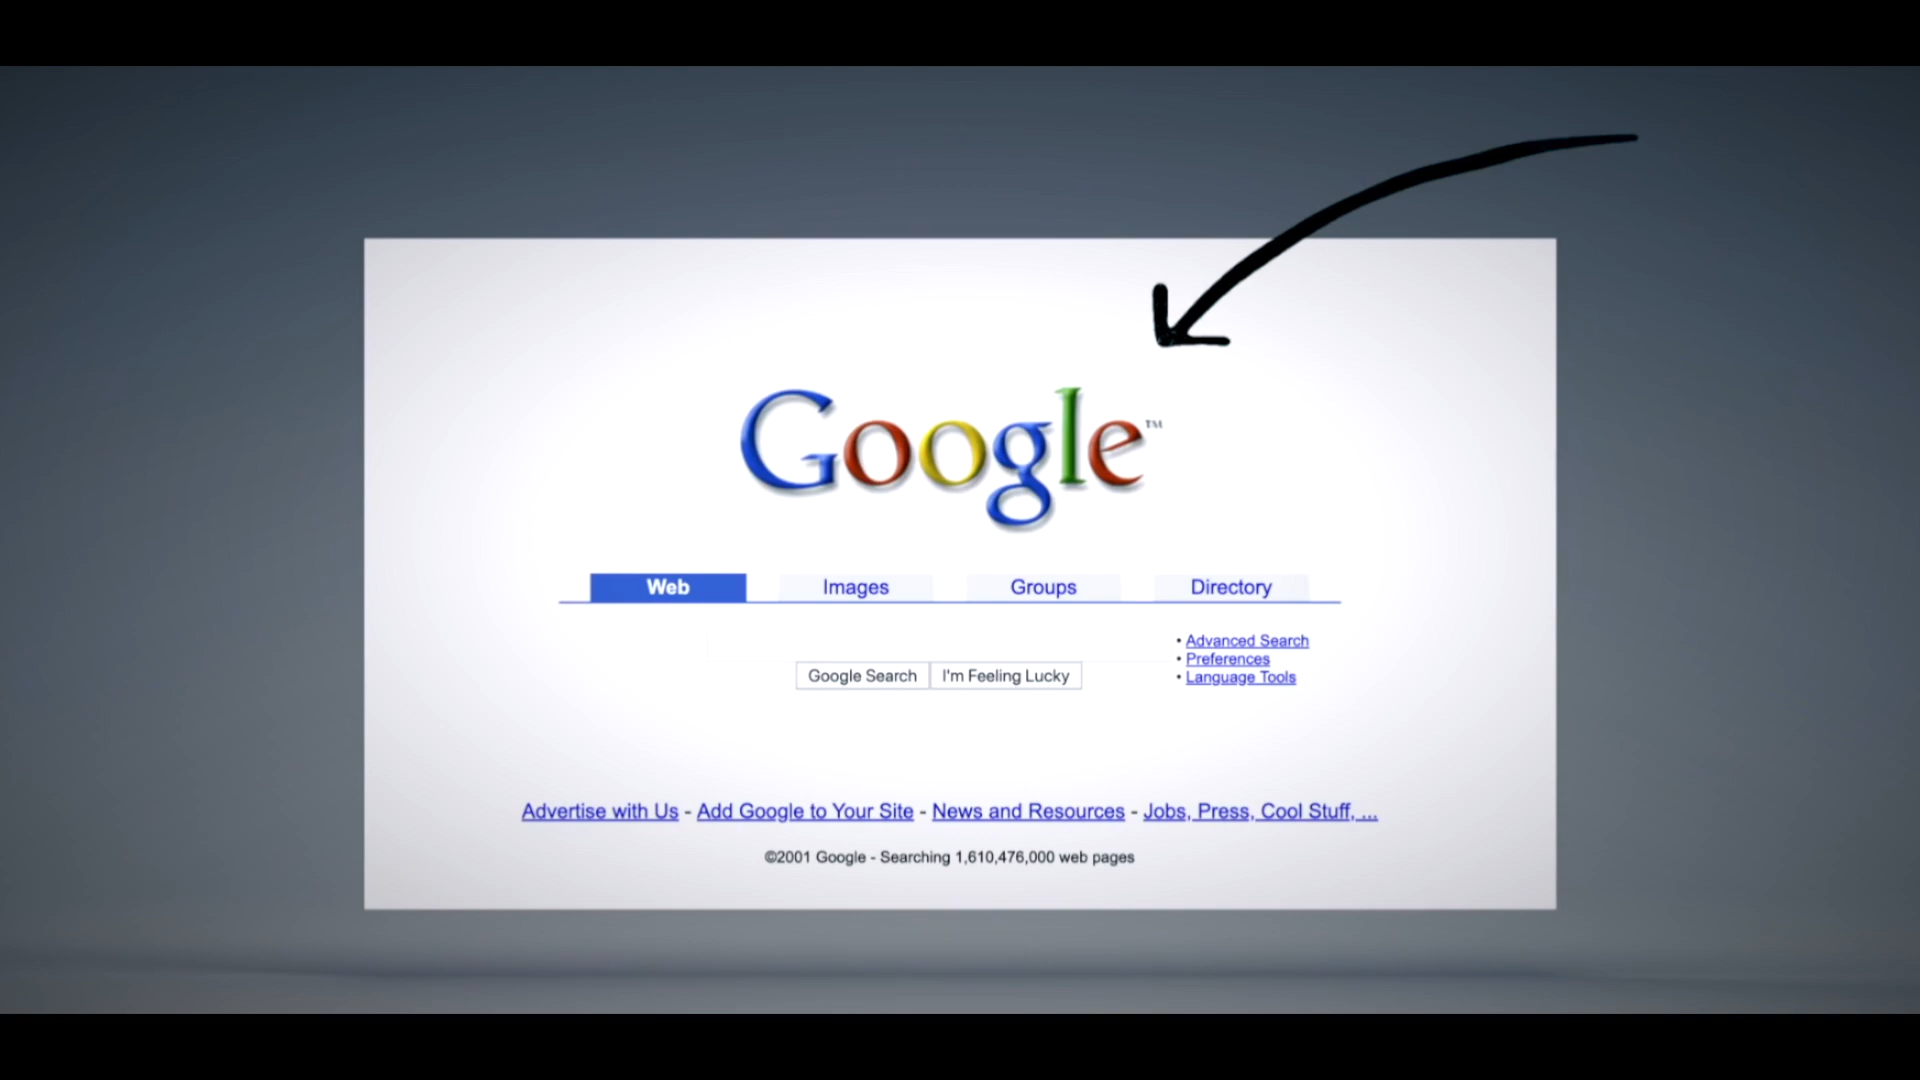 Google™
Web Images Groups Directory
• Advanced Search
• Preferences
• Language Tools
Google Search I'm Feeling Lucky
Advertise with Us - Add Google to Your Site - News and Resources - Jobs, Press, Cool Stuff, ...
©2001 Google - Searching 1,610,476,000 web pages